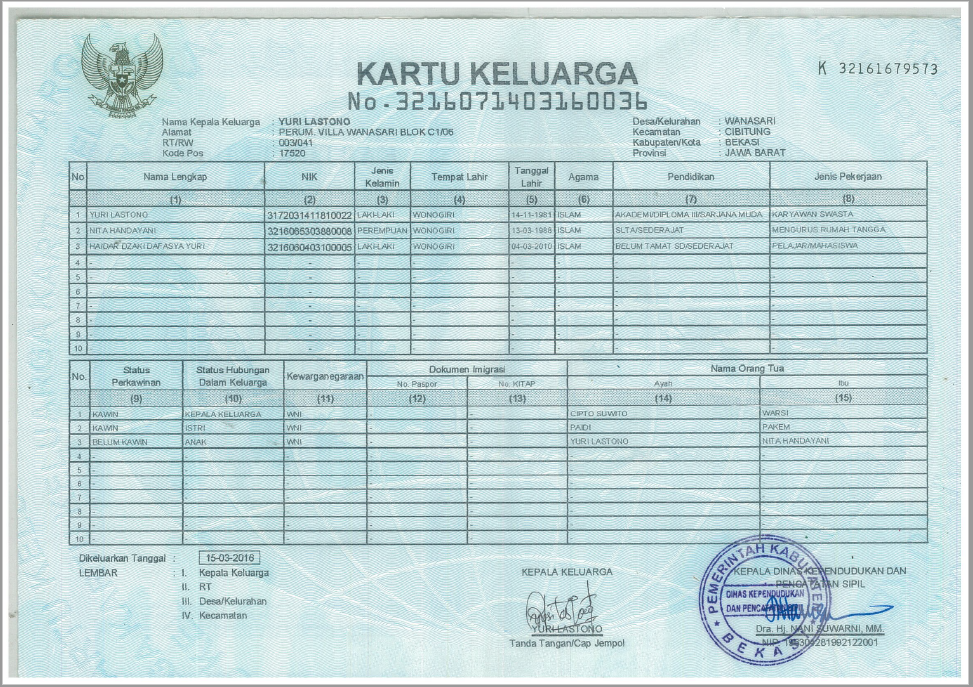 KARTU KELUARGA
No.3216071403160036
K 32161679573
Nama Kepala Keluarga : YURI LASTONO
Alamat : PERUM. VILLA WANASARI BLOK C1/06
RT/RW : 003/041
Kode Pos : 17520
Desa/Kelurahan : WANASARI
Kecamatan : CIBITUNG
Kabupaten/Kota : BEKASI
Provinsi : JAWA BARAT
No Nama Lengkap NIK Jenis Kelamin Tempat Lahir Tanggal Lahir Agama Pendidikan Jenis Pekerjaan
(1) (2) (3) (4) (5) (6) (7) (8)
1 YURI LASTONO 3172031411810022 LAKI-LAKI WONOGIRI 14-11-1981 ISLAM AKADEMI/DIPLOMA III/SARJANA MUDA KARYAWAN SWASTA
2 NITA HANDAYANI 3216065303880008 PEREMPUAN WONOGIRI 13-03-1988 ISLAM SLTA/SEDERAJAT MENGURUS RUMAH TANGGA
3 HAIDAR DZAKI DAFASYA YURI 3216060403100005 LAKI-LAKI WONOGIRI 04-03-2010 ISLAM BELUM TAMAT SD/SEDERAJAT PELAJAR/MAHASISWA
4 - - - - - - - -
5 - - - - - - - -
6 - - - - - - - -
7 - - - - - - - -
8 - - - - - - - -
9 - - - - - - - -
10 - - - - - - - -
No. Status Perkawinan Status Hubungan Dalam Keluarga Kewarganegaraan Dokumen Imigrasi Nama Orang Tua
No. Paspor No. KITAP Ayah Ibu
(9) (10) (11) (12) (13) (14) (15)
1 KAWIN KEPALA KELUARGA WNI - - CIPTO SUWITO WARSI
2 KAWIN ISTRI WNI - - PAIDI PAKEM
3 BELUM KAWIN ANAK WNI - - YURI LASTONO NITA HANDAYANI
4 - - - - - - -
5 - - - - - - -
6 - - - - - - -
7 - - - - - - -
8 - - - - - - -
9 - - - - - - -
10 - - - - - - -
Dikeluarkan Tanggal : 15-03-2016
LEMBAR : I. Kepala Keluarga
II. RT
III. Desa/Kelurahan
IV. Kecamatan
KEPALA KELUARGA
YURI LASTONO
Tanda Tangan/Cap Jempol
KEPALA DINAS KEPENDUDUKAN DAN
PENCATATAN SIPIL
PEMERINTAH KABUPATEN
DINAS KEPENDUDUKAN
DAN PENCATATAN SIPIL
BEKASI
Dra. Hj. NANI SUWARNI, MM.
NIP.